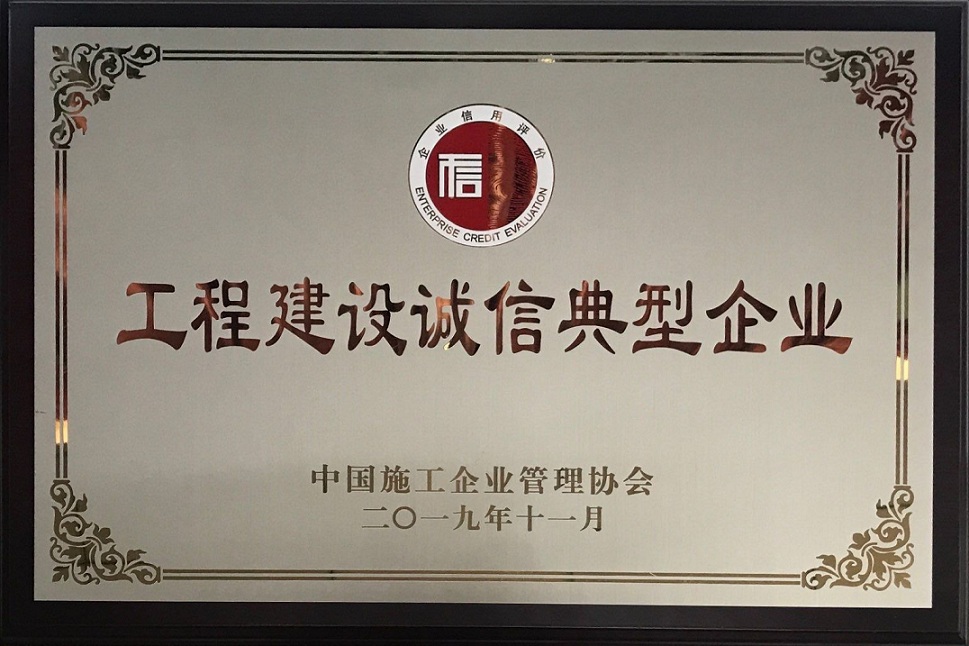 企业信用评价
信
ENTERPRISE CREDIT EVALUATION
工程建设诚信典型企业
中国施工企业管理协会
二〇一九年十一月